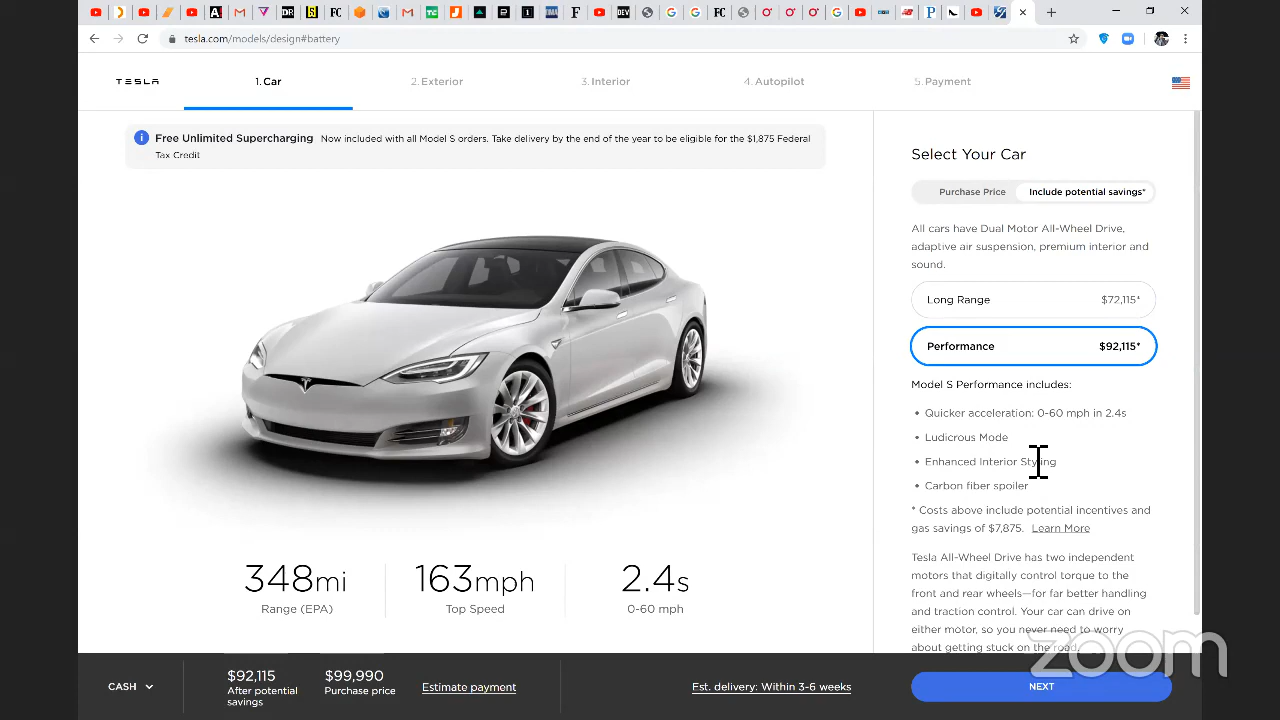 tesla.com/models/design#battery
TESLA
1. Car
2. Exterior
3. Interior
4. Autopilot
5. Payment
Free Unlimited Supercharging Now included with all Model S orders. Take delivery by the end of the year to be eligible for the $1,875 Federal
Tax Credit
Select Your Car
Purchase Price
Include potential savings*
All cars have Dual Motor All-Wheel Drive,
adaptive air suspension, premium interior and
sound.
Long Range $72,115*
Performance $92,115*
Model S Performance includes:
• Quicker acceleration: 0-60 mph in 2.4s
• Ludicrous Mode
• Enhanced Interior Styling
• Carbon fiber spoiler
* Costs above include potential incentives and
gas savings of $7,875. Learn More
Tesla All-Wheel Drive has two independent
motors that digitally control torque to the
front and rear wheels—for far better handling
and traction control. Your car can drive on
either motor, so you never need to worry
about getting stuck on the road.
348mi
Range (EPA)
163mph
Top Speed
2.4s
0-60 mph
zoom
CASH
$92,115
After potential
savings
$99,990
Purchase price
Estimate payment
Est. delivery: Within 3-6 weeks
NEXT